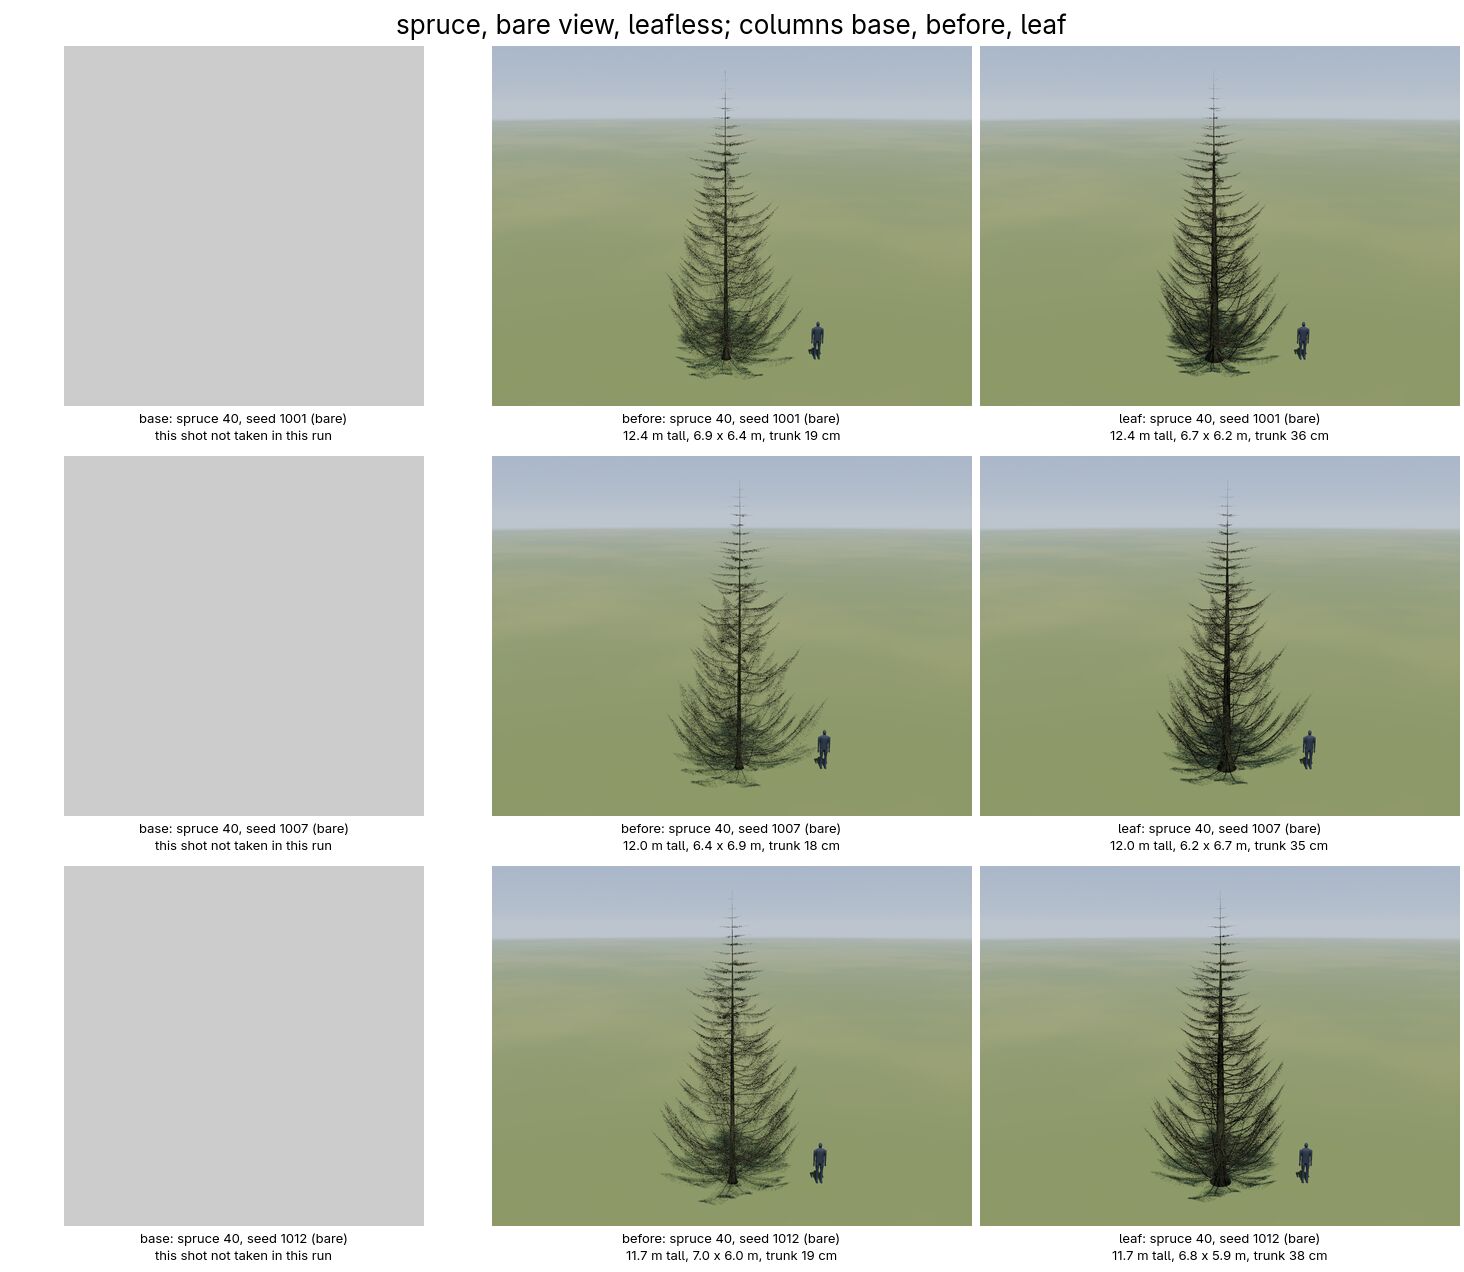 spruce, bare view, leafless; columns base, before, leaf
base: spruce 40, seed 1001 (bare)
this shot not taken in this run
before: spruce 40, seed 1001 (bare)
12.4 m tall, 6.9 x 6.4 m, trunk 19 cm
leaf: spruce 40, seed 1001 (bare)
12.4 m tall, 6.7 x 6.2 m, trunk 36 cm
base: spruce 40, seed 1007 (bare)
this shot not taken in this run
before: spruce 40, seed 1007 (bare)
12.0 m tall, 6.4 x 6.9 m, trunk 18 cm
leaf: spruce 40, seed 1007 (bare)
12.0 m tall, 6.2 x 6.7 m, trunk 35 cm
base: spruce 40, seed 1012 (bare)
this shot not taken in this run
before: spruce 40, seed 1012 (bare)
11.7 m tall, 7.0 x 6.0 m, trunk 19 cm
leaf: spruce 40, seed 1012 (bare)
11.7 m tall, 6.8 x 5.9 m, trunk 38 cm